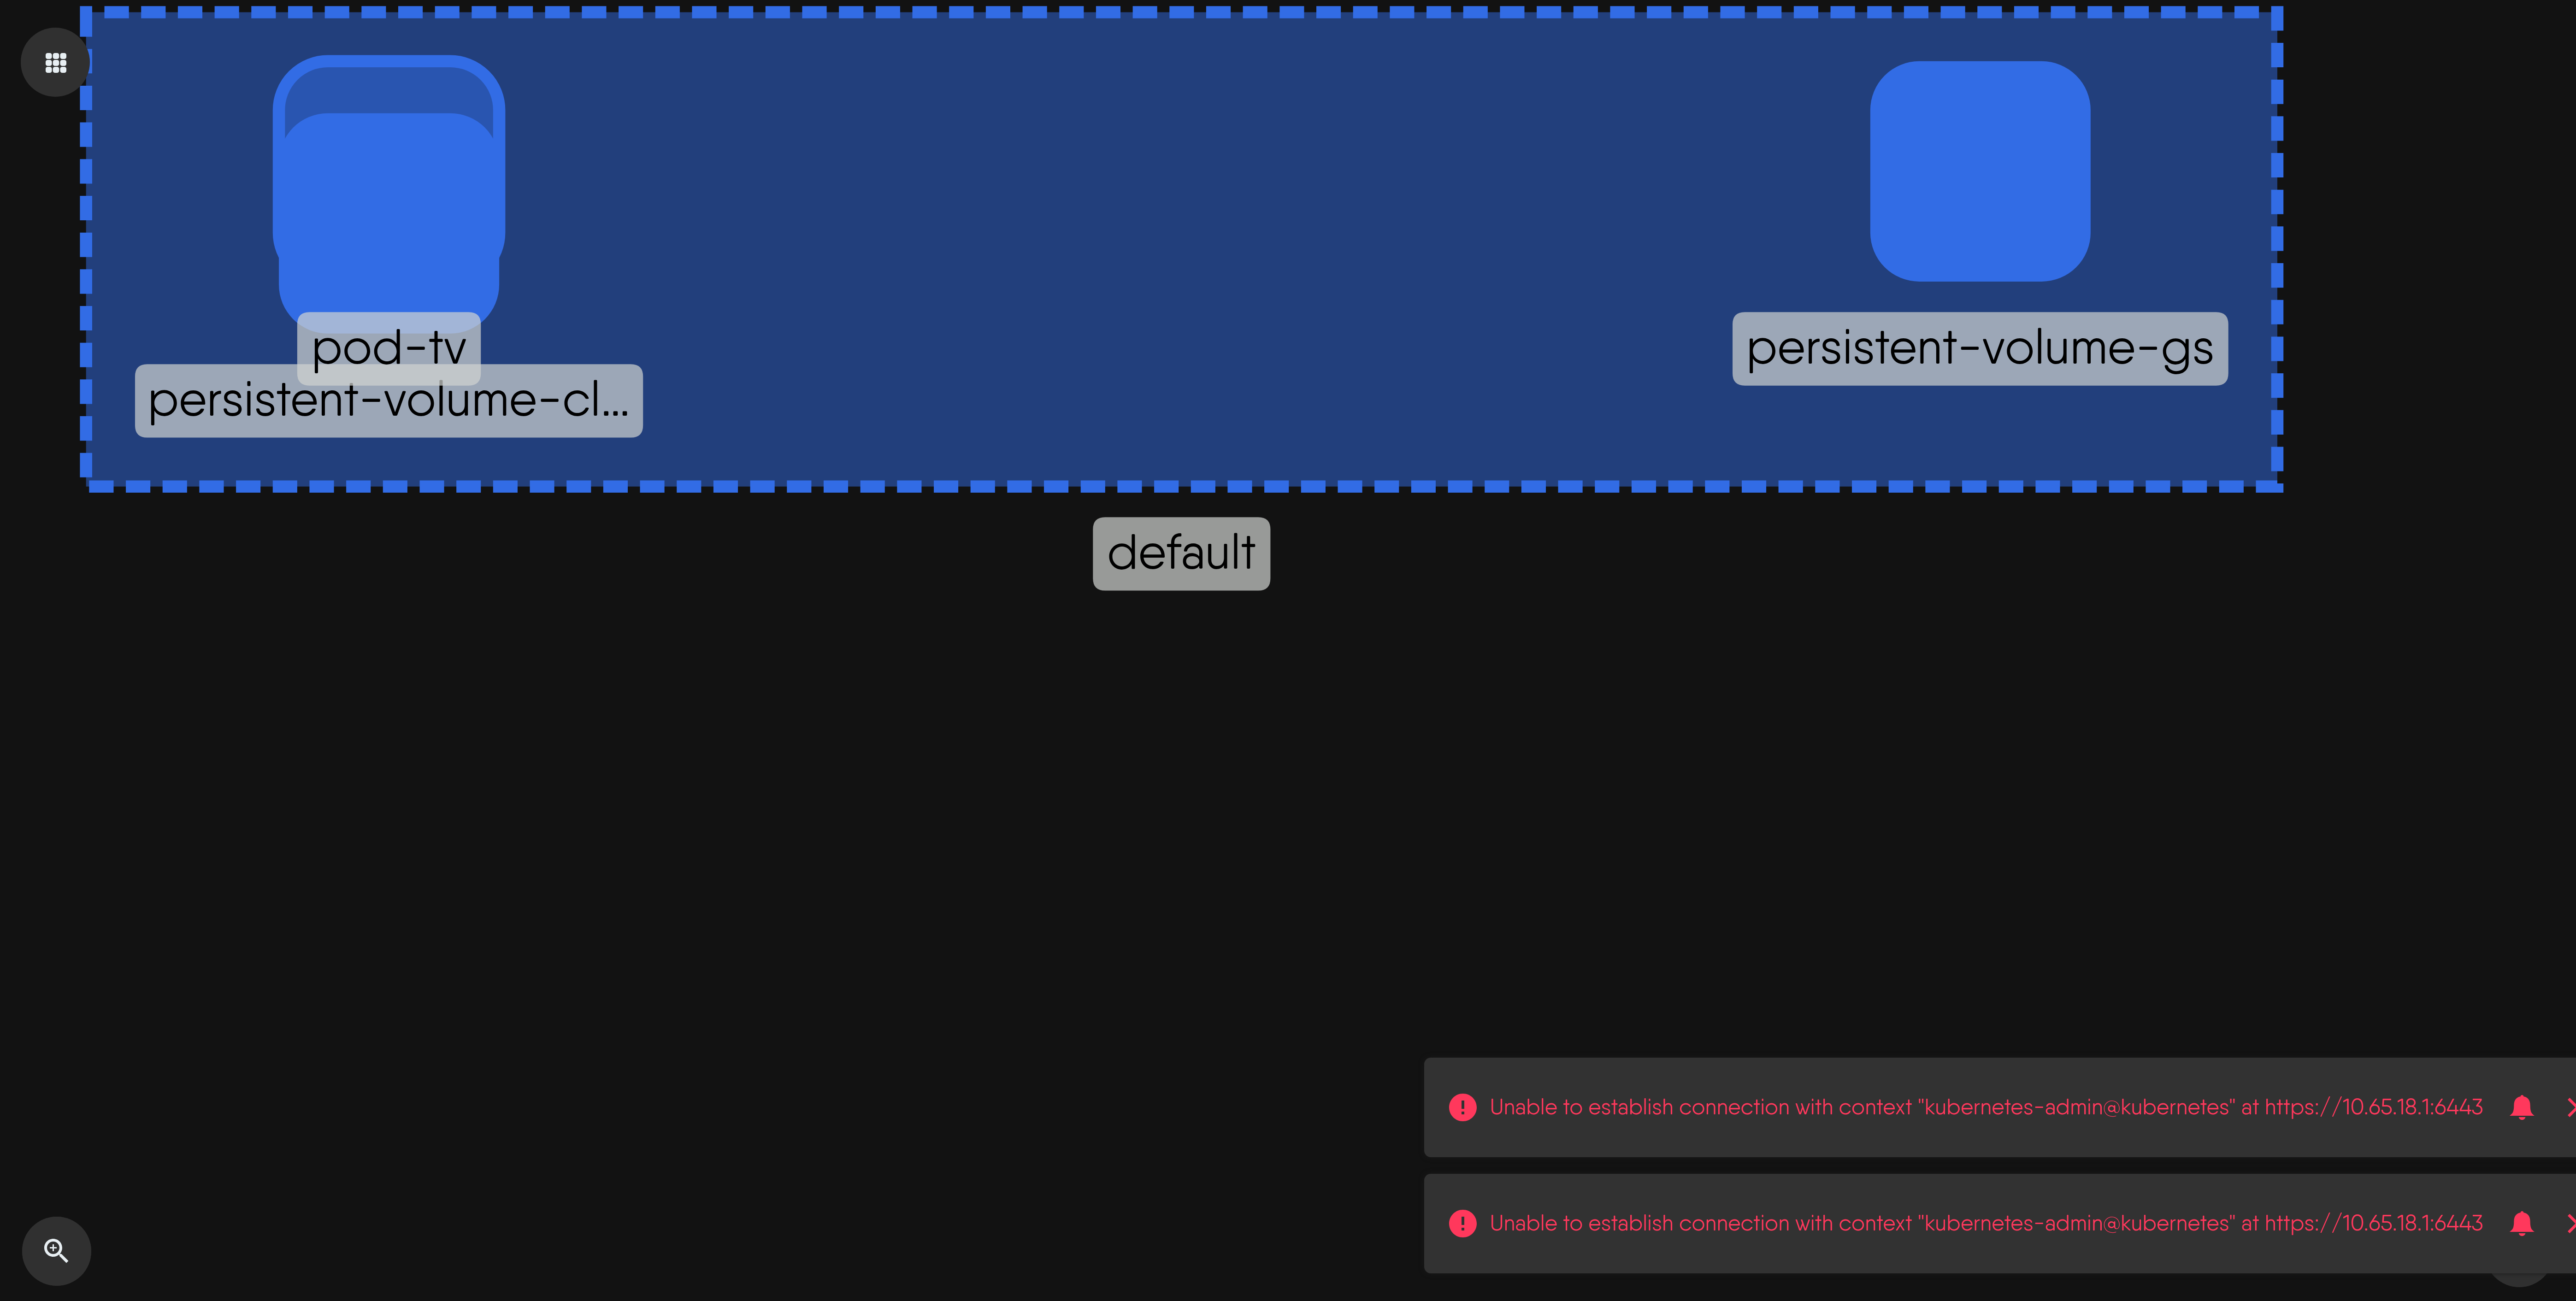 pod-tv
persistent-volume-cl...
persistent-volume-gs
default
Unable to establish connection with context "kubernetes-admin@kubernetes" at https://10.65.18.1:6443
Unable to establish connection with context "kubernetes-admin@kubernetes" at https://10.65.18.1:6443